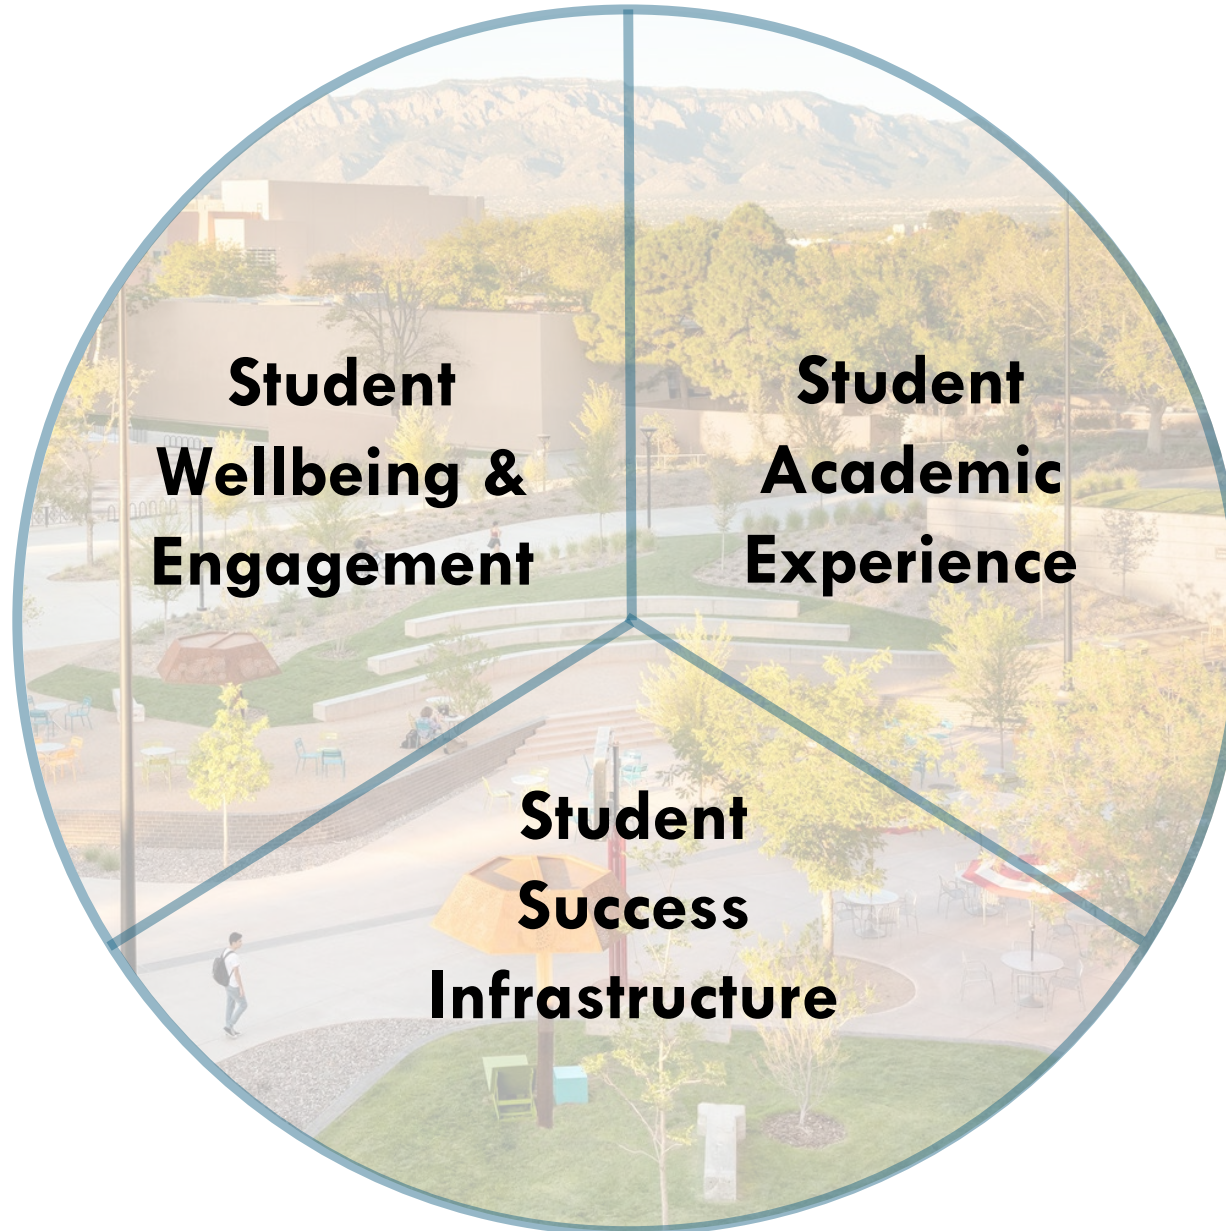 Student
Wellbeing &
Engagement
Student
Academic
Experience
Student
Success
Infrastructure